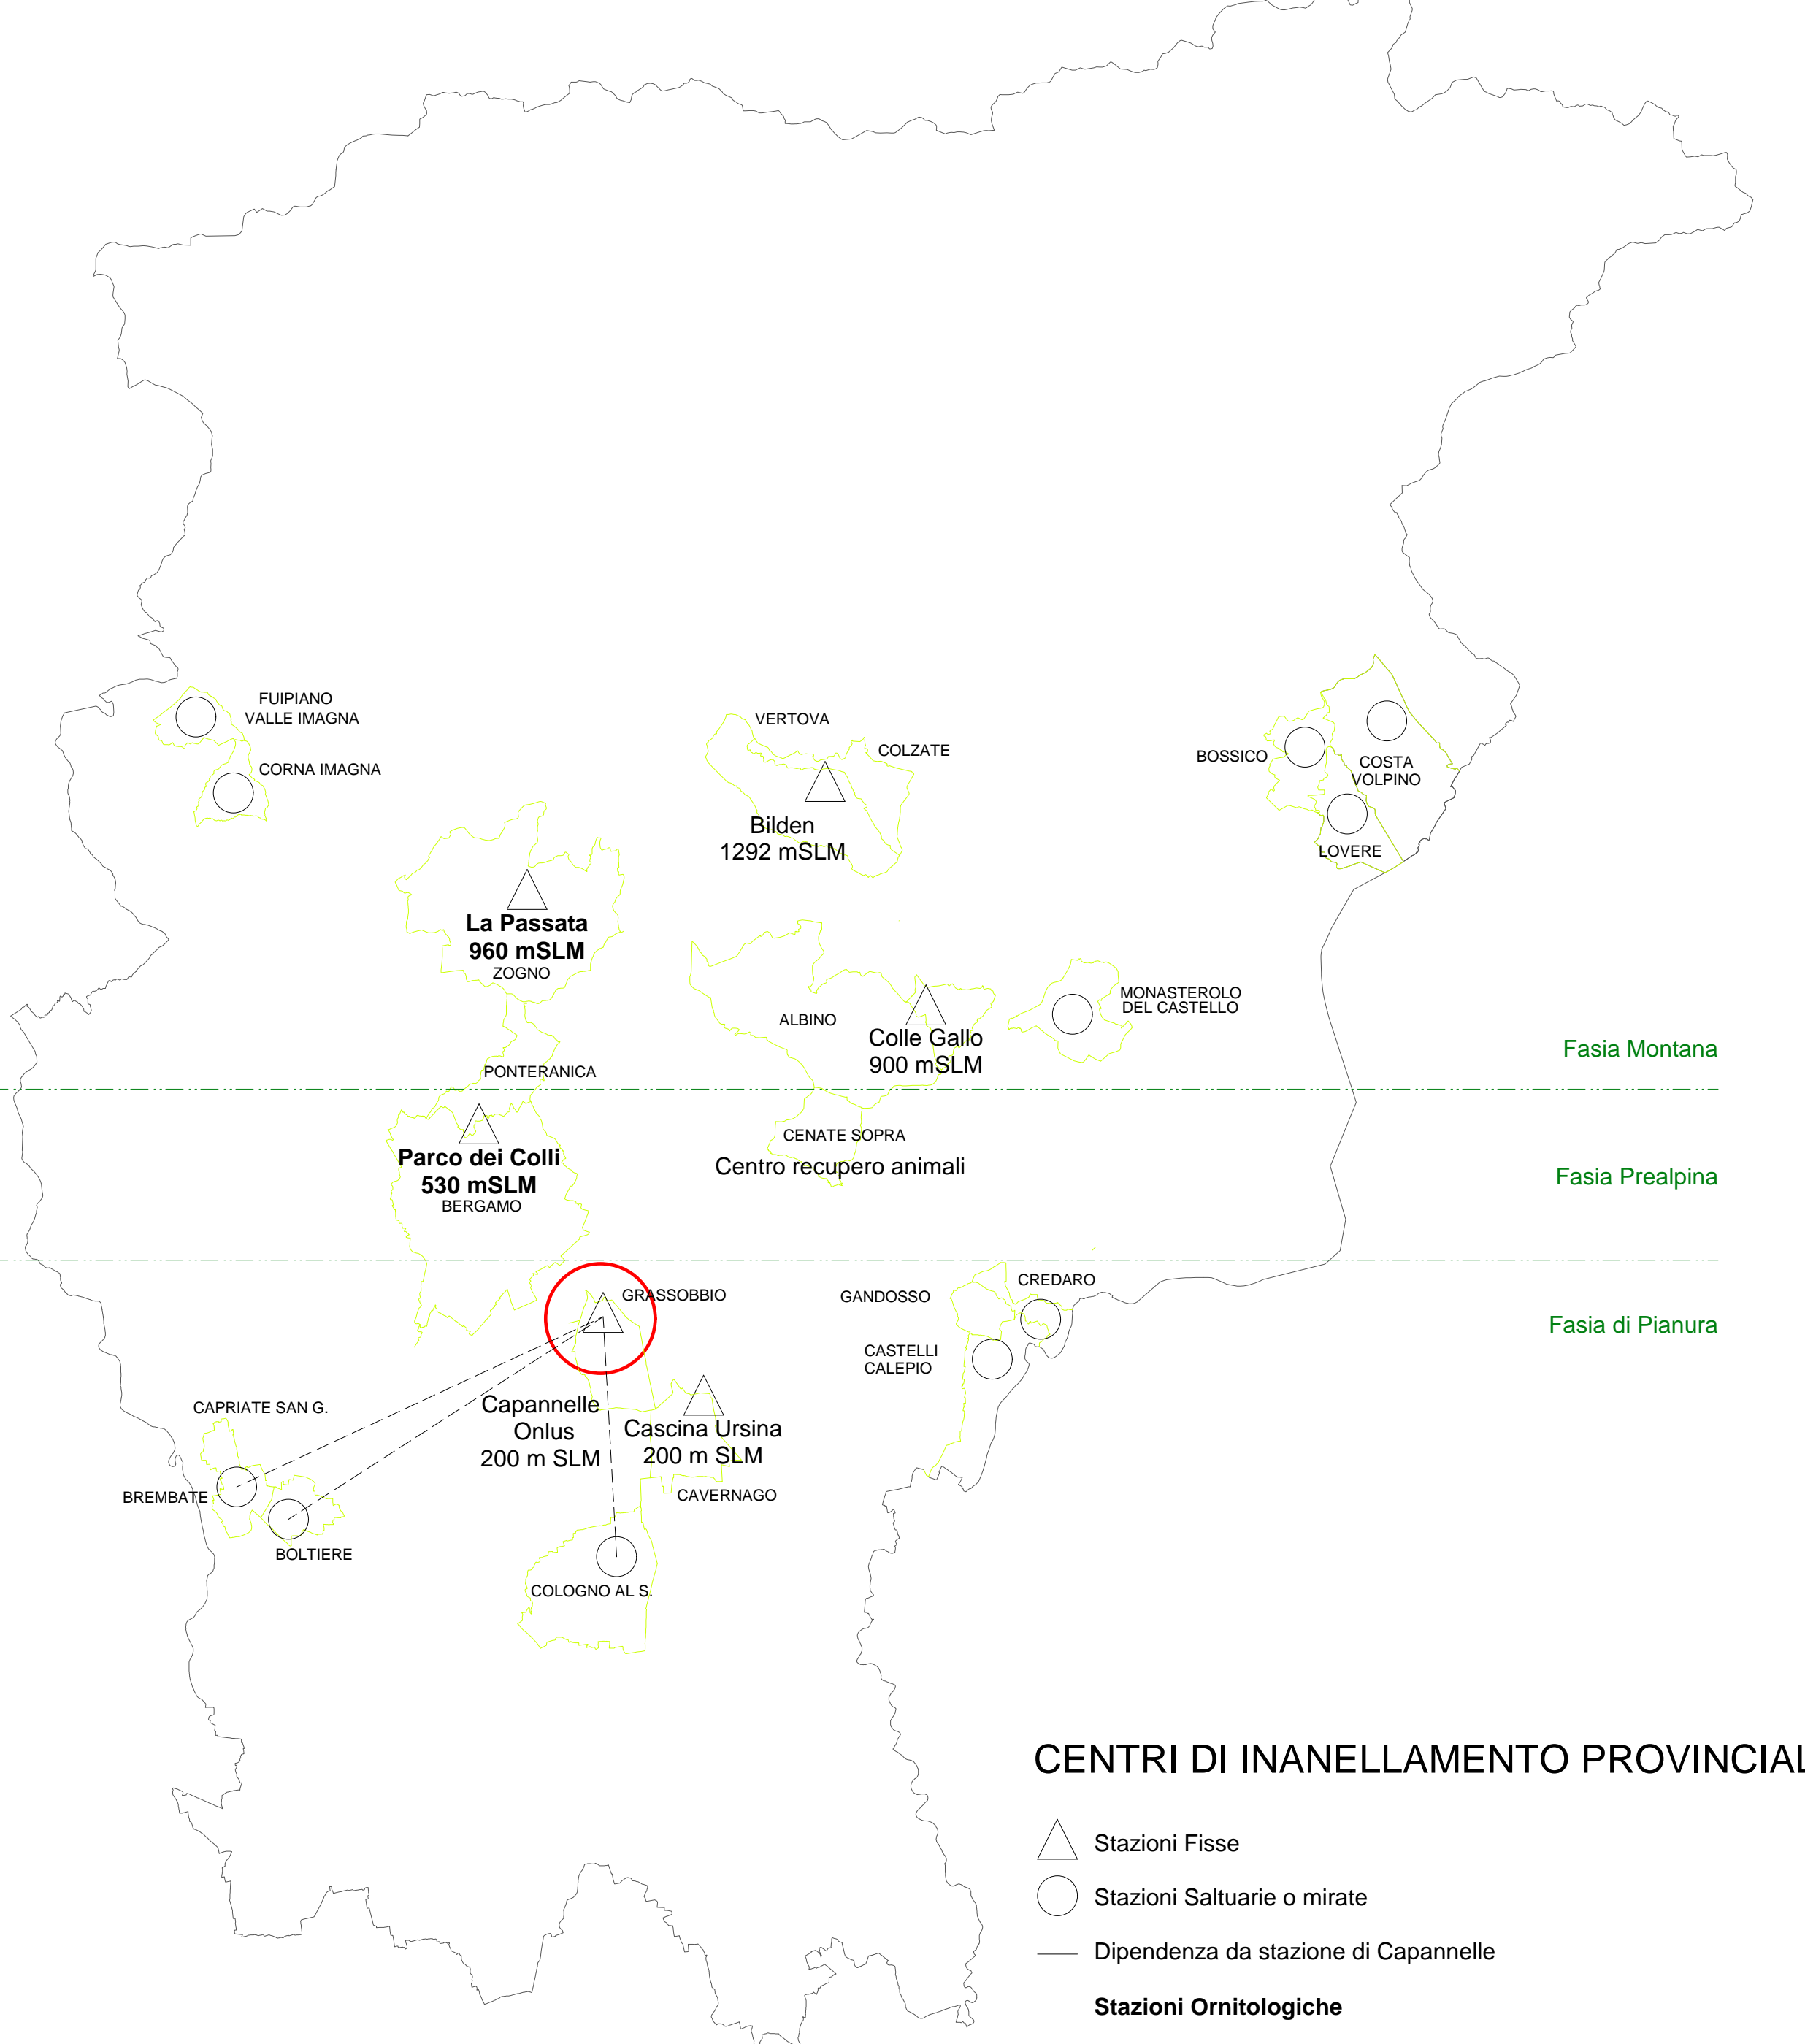 FUIPIANO
VALLE IMAGNA
CORNA IMAGNA
VERTOVA
COLZATE
BOSSICO
COSTA
VOLPINO
LOVERE
Bilden
1292 mSLM
La Passata
960 mSLM
ZOGNO
ALBINO
Colle Gallo
900 mSLM
MONASTEROLO
DEL CASTELLO
Fasia Montana
PONTERANICA
CENATE SOPRA
Centro recupero animali
Parco dei Colli
530 mSLM
BERGAMO
Fasia Prealpina
GRASSOBBIO
GANDOSSO
CREDARO
CASTELLI
CALEPIO
Fasia di Pianura
CAPRIATE SAN G.
BREMBATE
BOLTIERE
Capannelle
Onlus
200 m SLM
Cascina Ursina
200 m SLM
CAVERNAGO
COLOGNO AL S.
CENTRI DI INANELLAMENTO PROVINCIAL
Stazioni Fisse
Stazioni Saltuarie o mirate
Dipendenza da stazione di Capannelle
Stazioni Ornitologiche